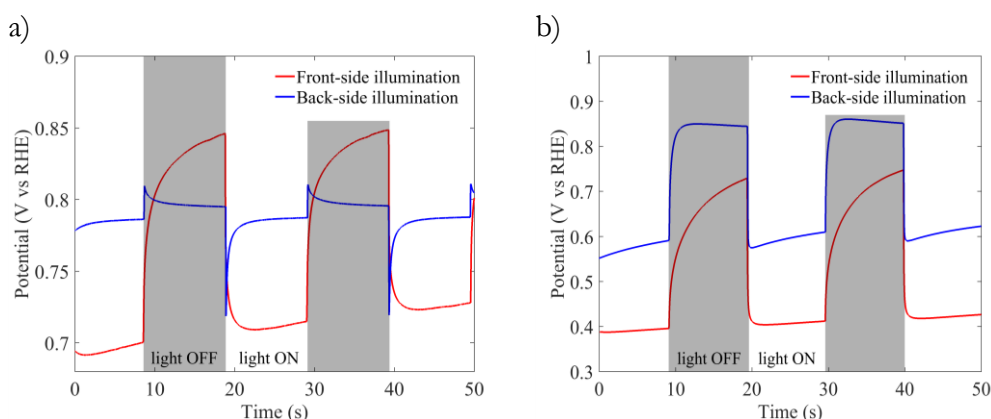 a)
0.9
0.85
0.8
0.75
0.7
Potential (V vs RHE)
Front-side illumination
Back-side illumination
light OFF
light ON
0
10
20
30
40
50
Time (s)
b)
1
0.9
0.8
0.7
0.6
0.5
0.4
0.3
Potential (V vs RHE)
Front-side illumination
Back-side illumination
light OFF
light ON
0
10
20
30
40
50
Time (s)